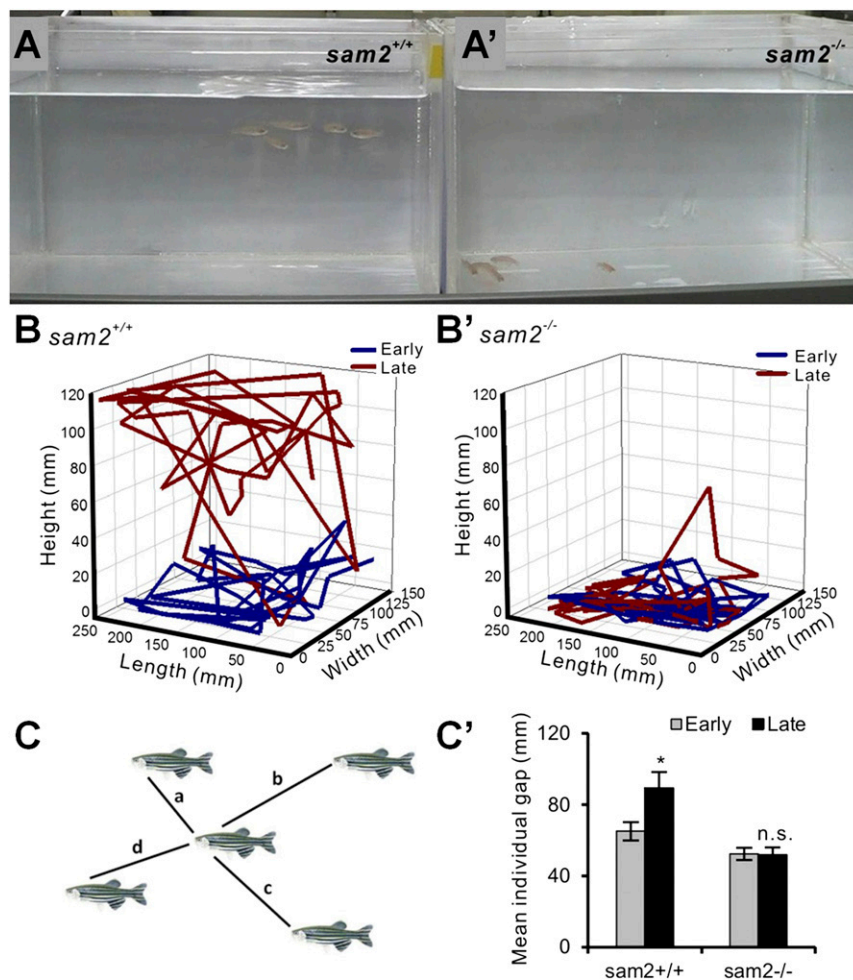 A
sam2+/+
A'
sam2-/-
B sam2+/+
Early
Late
120
100
80
60
40
20
0
Height (mm)
250
200
150
100
50
0
Length (mm)
0
25
50
75
100
125
150
Width (mm)
B' sam2-/-
Early
Late
120
100
80
60
40
20
0
Height (mm)
250
200
150
100
50
0
Length (mm)
0
25
50
75
100
125
150
Width (mm)
C
a
b
d
c
C'
Early
Late
Mean individual gap (mm)
120
80
40
0
*
n.s.
sam2+/+
sam2-/-